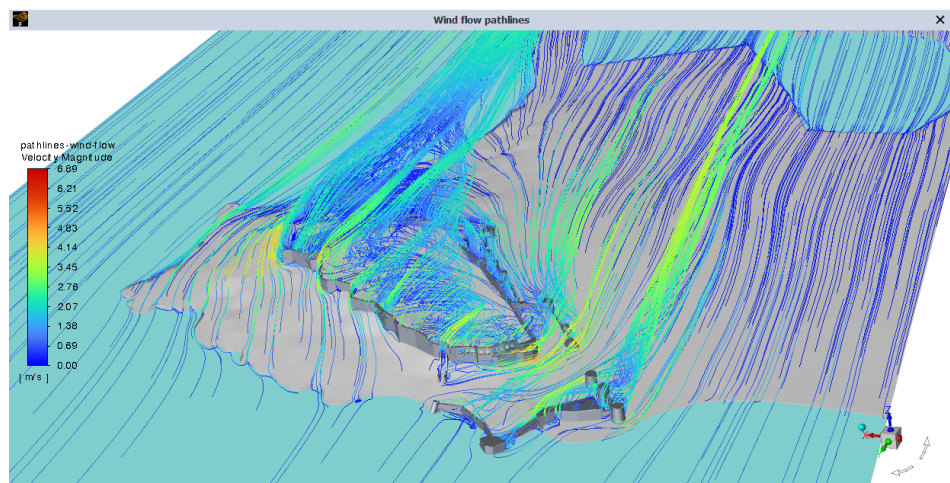 Wind flow pathlines
pathlines-wind-flow
Velocity Magnitude
6.89
6.21
5.52
4.83
4.14
3.45
2.76
2.07
1.38
0.69
0.00
[ m/s ]
Z
X